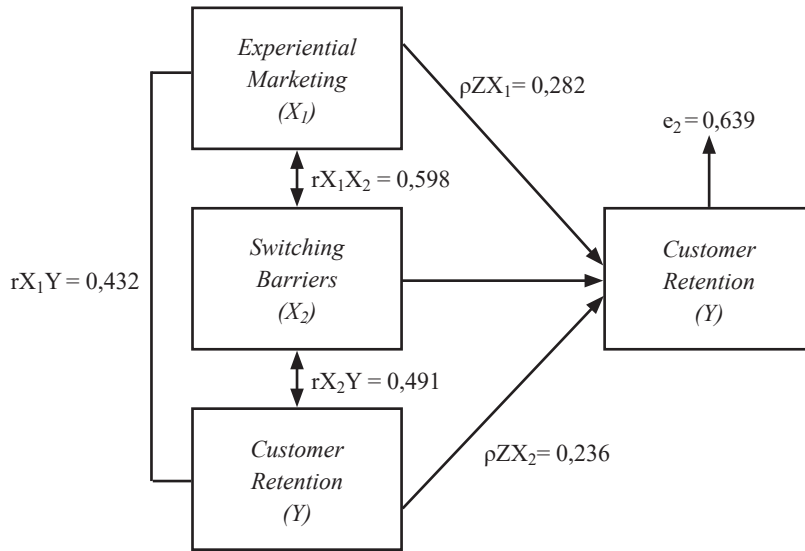 Experiential
Marketing
(X₁)
ρZX₁= 0,282
e₂ = 0,639
rX₁X₂ = 0,598
Switching
Barriers
(X₂)
Customer
Retention
(Y)
rX₁Y = 0,432
rX₂Y = 0,491
Customer
Retention
(Y)
ρZX₂= 0,236